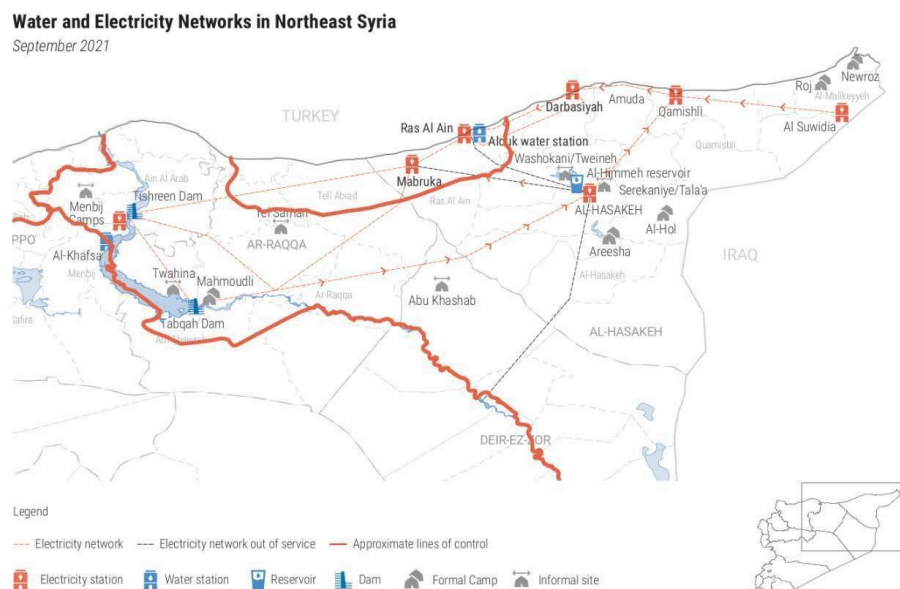 Water and Electricity Networks in Northeast Syria
September 2021
TURKEY
Newroz
Roj
Al-Malikeyyeh
Darbasiyah
Amuda
Qamishli
Al Suwidia
Ras Al Ain
Alouk water station
Quamishli
Washokani/Tweineh
Al-Himmeh reservoir
Mabruka
Serekaniye/Tala'a
Ain Al Arab
Tishreen Dam
Tell Abiad
Ras Al Ain
AL-HASAKEH
Menbij
Camps
Tel Saman
Al-Hol
AR-RAQQA
PPO
Areesha
IRAQ
Al-Khafsa
Menbij
Twahina
Mahmoudli
Al-Hasakeh
Ar-Raqqa
Abu Khashab
Safira
Tabqah Dam
AL-HASAKEH
DEIR-EZ-ZOR
Legend
Electricity network
Electricity network out of service
Approximate lines of control
Electricity station
Water station
Reservoir
Dam
Formal Camp
Informal site